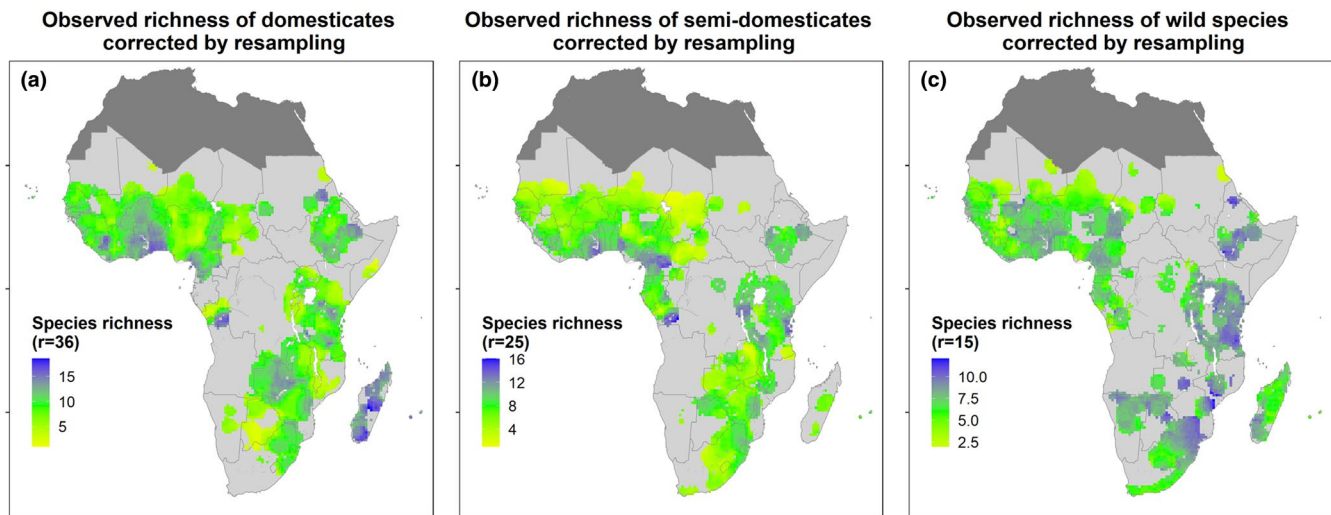 Observed richness of domesticates
corrected by resampling
(a)
Species richness
(r=36)
15
10
5
Observed richness of semi-domesticates
corrected by resampling
(b)
Species richness
(r=25)
16
12
8
4
Observed richness of wild species
corrected by resampling
(c)
Species richness
(r=15)
10.0
7.5
5.0
2.5